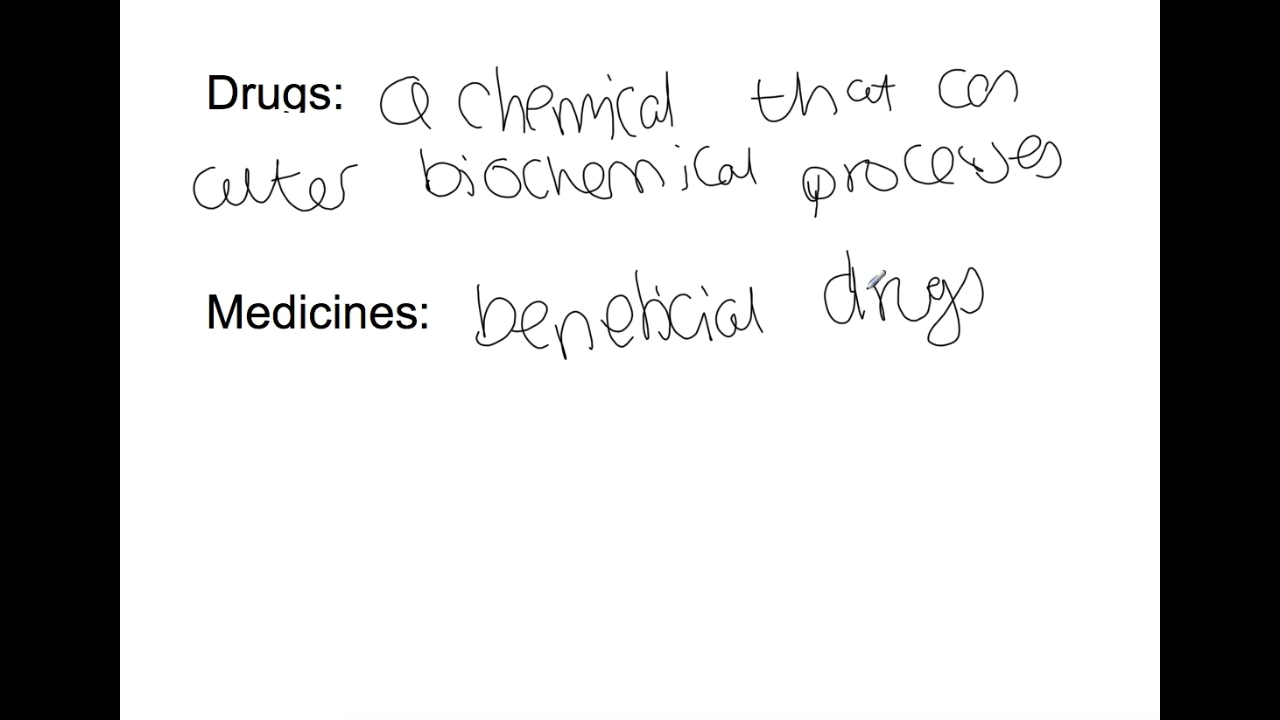 Drugs: a chemical that can
alter biochemical processes
Medicines: beneficial drugs